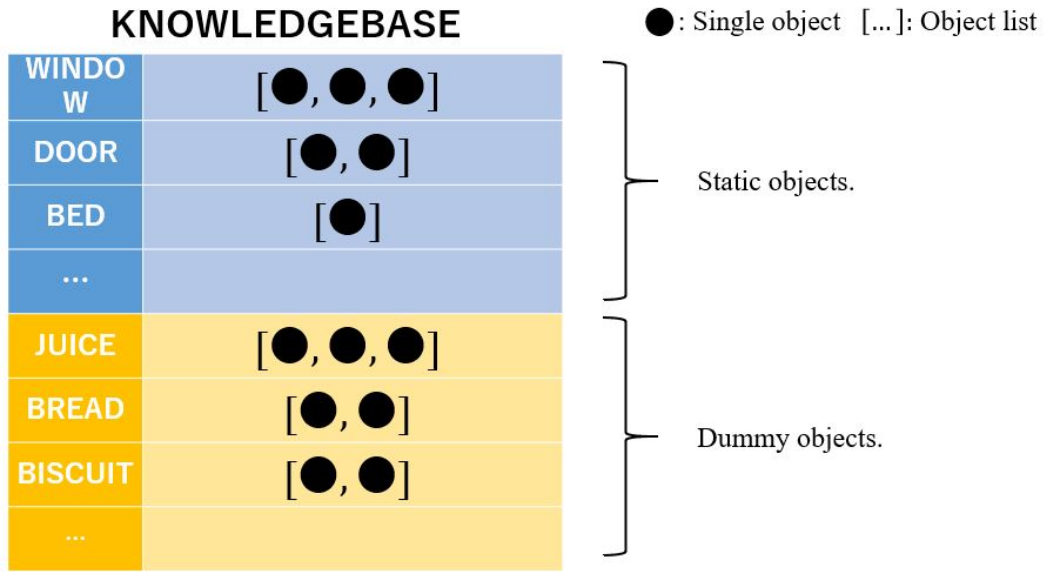 KNOWLEDGEBASE
●: Single object [...]: Object list
WINDO
W
[●, ●, ●]
DOOR
[●, ●]
BED
[●]
...
Static objects.
JUICE
[●, ●, ●]
BREAD
[●, ●]
BISCUIT
[●, ●]
...
Dummy objects.